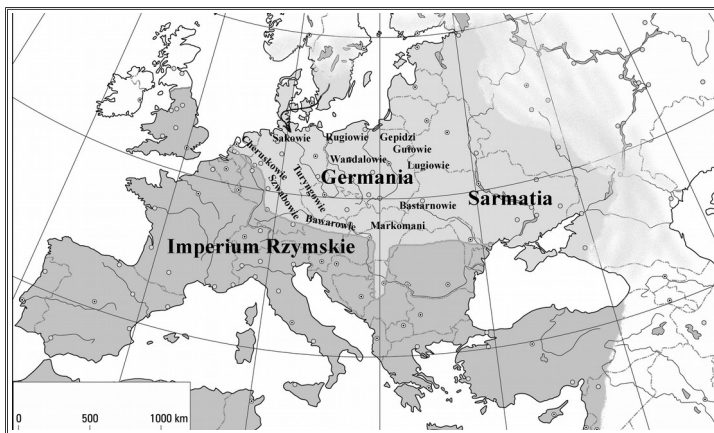 Sakowie
Rugiowie
Gepidzi
Gutowie
Cheruskowie
Wandalowie
Lugiowie
Turyngowie
Germania
Szwabowie
Bastarnowie
Sarmatia
Bawarowie
Markomani
Imperium Rzymskie
0 500 1000 km